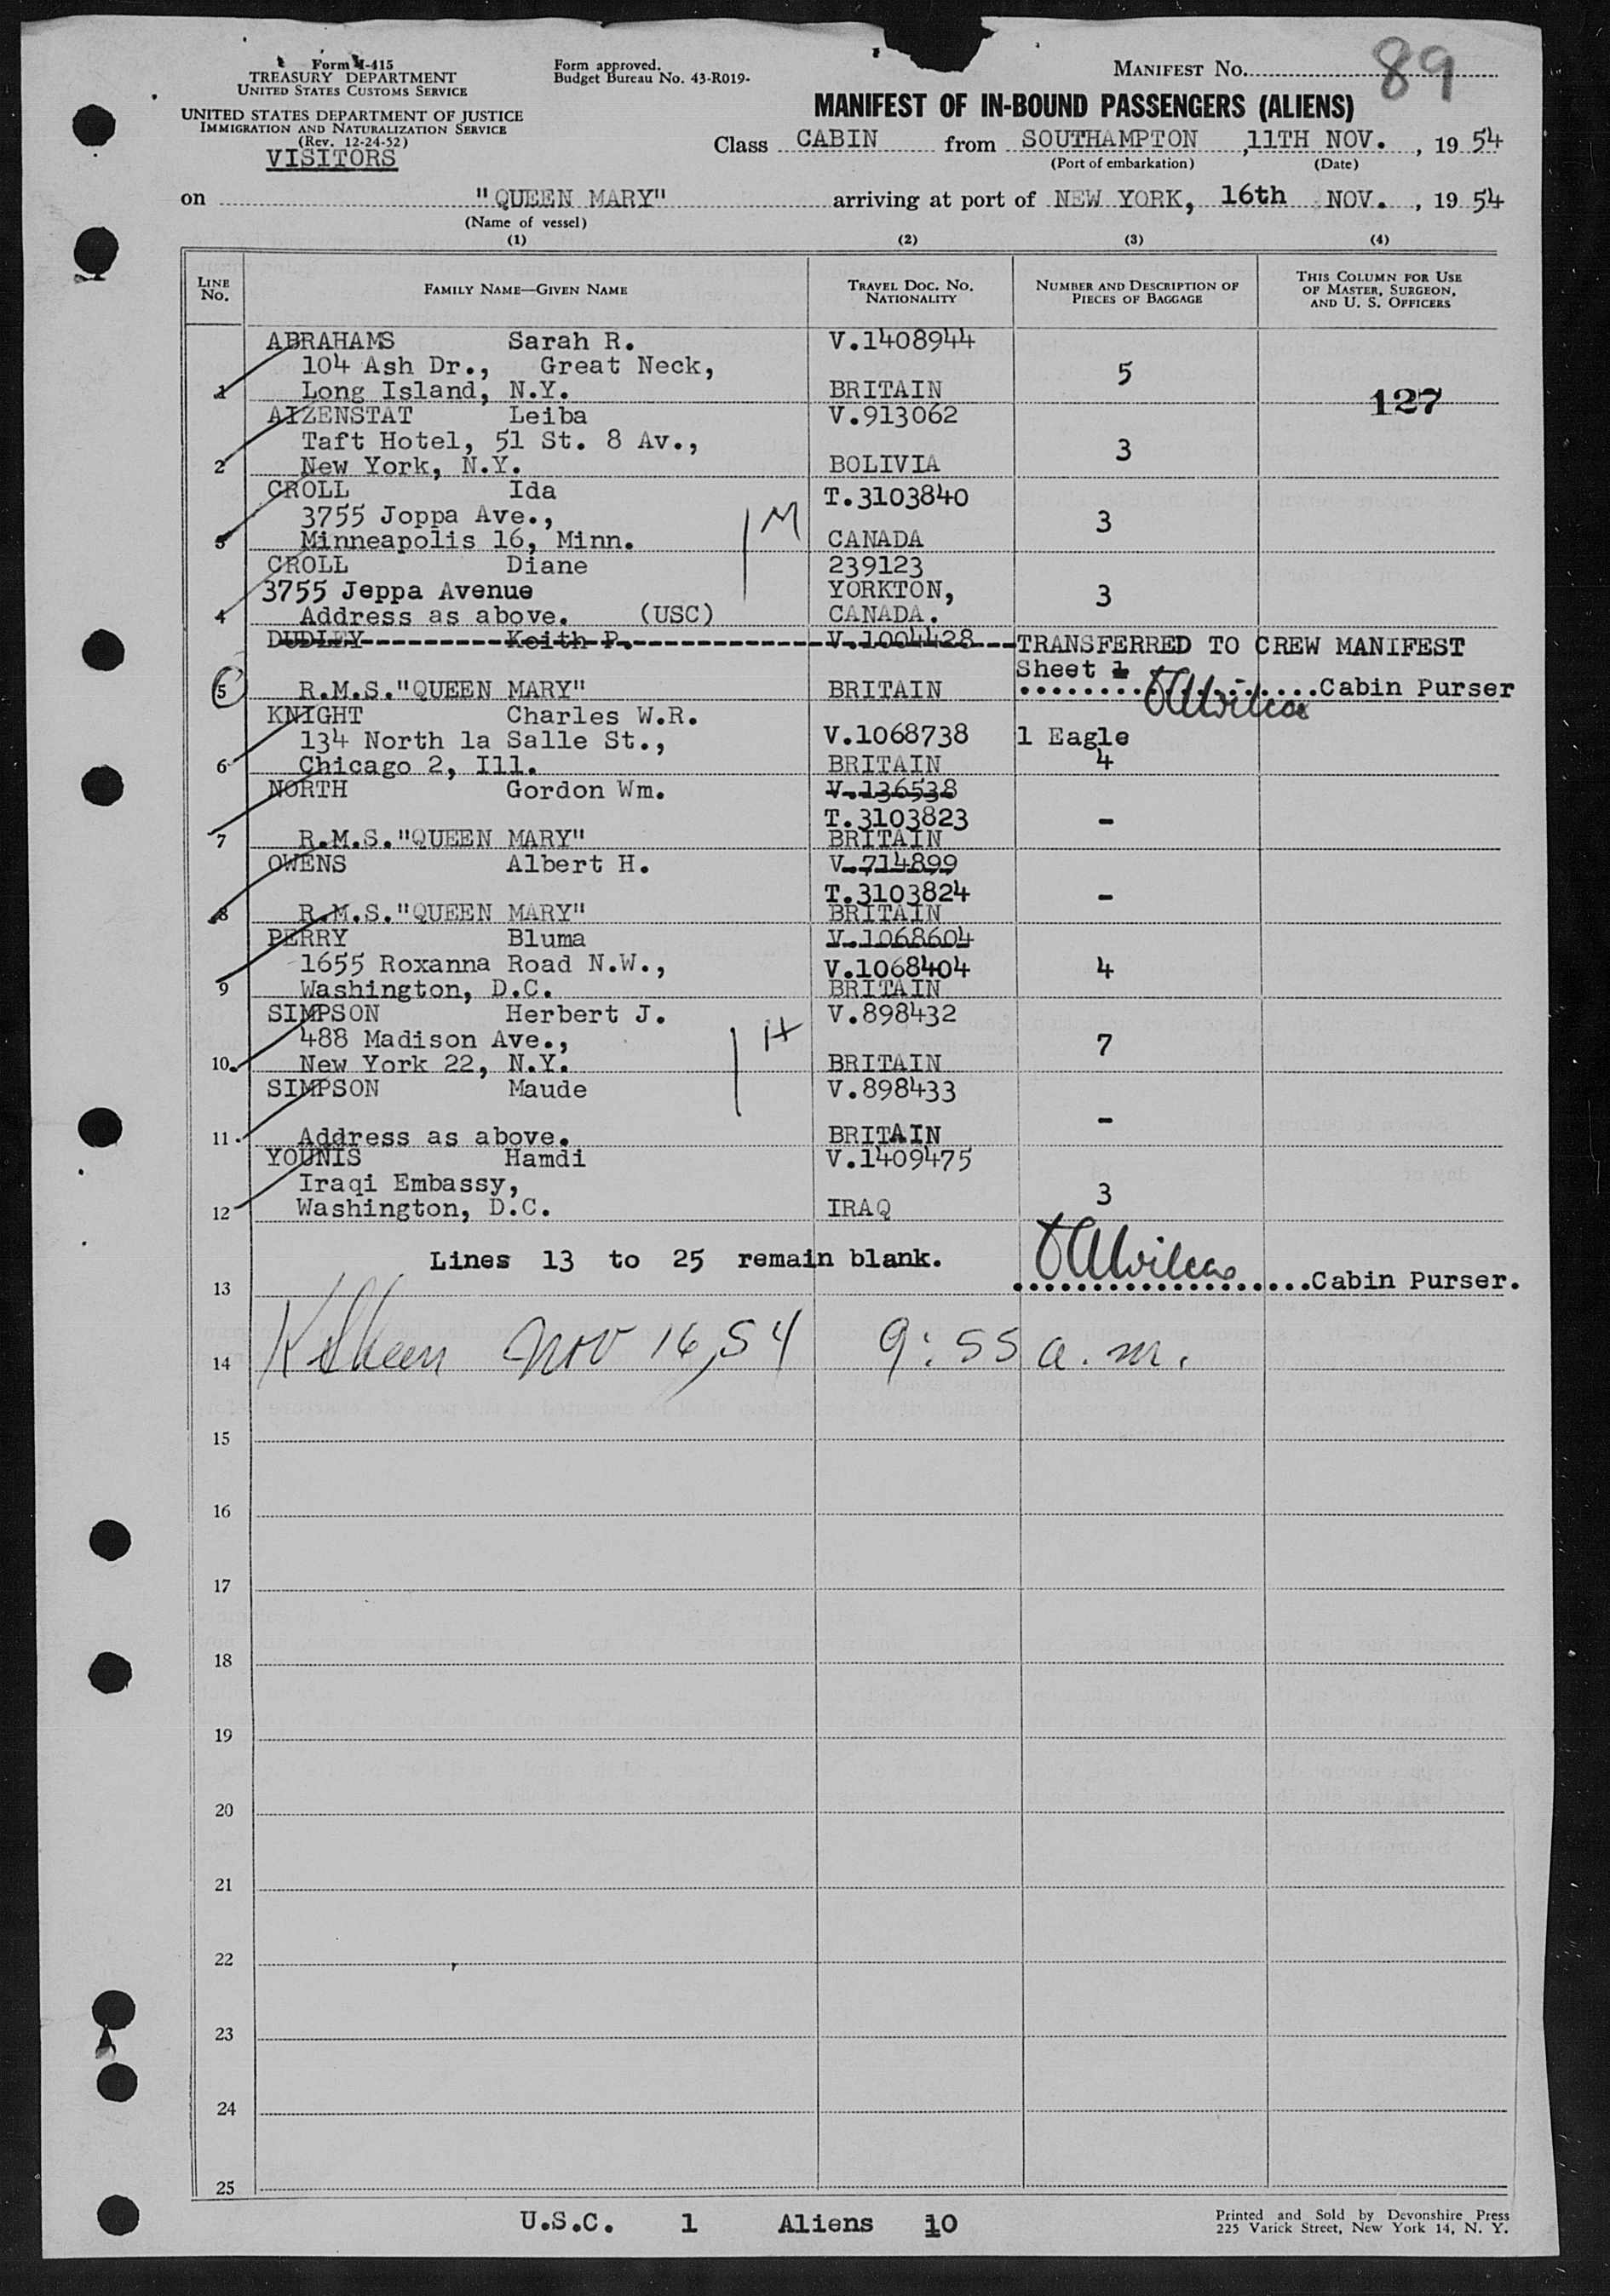 Form I-415
TREASURY DEPARTMENT
UNITED STATES CUSTOMS SERVICE
UNITED STATES DEPARTMENT OF JUSTICE
IMMIGRATION AND NATURALIZATION SERVICE
(Rev. 12-24-52)
VISITORS
Form approved.
Budget Bureau No. 43-R019-
MANIFEST NO. 89
MANIFEST OF IN-BOUND PASSENGERS (ALIENS)
Class CABIN from SOUTHAMPTON, 11TH NOV., 19 54
(Port of embarkation) (Date)
on "QUEEN MARY" arriving at port of NEW YORK, 16th NOV., 19 54
(Name of vessel)
(1) (2) (3) (4)
LINE NO. FAMILY NAME—GIVEN NAME TRAVEL DOC. NO. NATIONALITY NUMBER AND DESCRIPTION OF PIECES OF BAGGAGE THIS COLUMN FOR USE OF MASTER, SURGEON, AND U. S. OFFICERS
ABRAHAMS Sarah R. V.1408944
104 Ash Dr., Great Neck, 5
1 Long Island, N.Y. BRITAIN 127
AIZENSTAT Leiba V.913062
Taft Hotel, 51 St. 8 Av., 3
2 New York, N.Y. BOLIVIA
CROLL Ida T.3103840
3755 Joppa Ave., M 3
3 Minneapolis 16, Minn. CANADA
CROLL Diane 239123
3755 Jeppa Avenue YORKTON, 3
4 Address as above. (USC) CANADA.
DUDLEY Keith P. V.1004428 TRANSFERRED TO CREW MANIFEST
Sheet 1
5 R.M.S."QUEEN MARY" BRITAIN Cabin Purser
KNIGHT Charles W.R.
134 North la Salle St., V.1068738 1 Eagle
6 Chicago 2, Ill. BRITAIN 4
NORTH Gordon Wm. V.136538
T.3103823 -
7 R.M.S."QUEEN MARY" BRITAIN
OWENS Albert H. V.714899
T.3103824 -
8 R.M.S."QUEEN MARY" BRITAIN
PERRY Bluma V.1068604
1655 Roxanna Road N.W., V.1068404 4
9 Washington, D.C. BRITAIN
SIMPSON Herbert J. V.898432
488 Madison Ave., H 7
10 New York 22, N.Y. BRITAIN
SIMPSON Maude V.898433
-
11 Address as above. BRITAIN
YOUNIS Hamdi V.1409475
Iraqi Embassy, 3
12 Washington, D.C. IRAQ
Lines 13 to 25 remain blank.
13 Cabin Purser.
14 Nov 16, 54 9:55 a.m.
15
16
17
18
19
20
21
22
23
24
25
U.S.C. 1 Aliens 10
Printed and Sold by Devonshire Press
225 Varick Street, New York 14, N. Y.